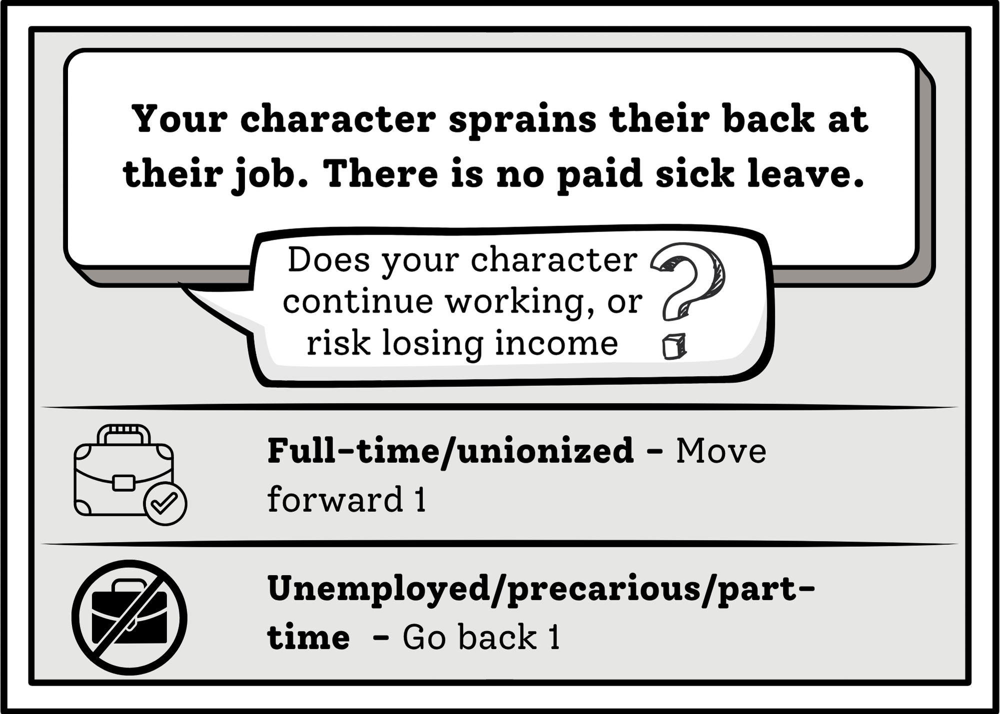 Your character sprains their back at
their job. There is no paid sick leave.
Does your character
continue working, or
risk losing income ?
Full-time/unionized - Move
forward 1
Unemployed/precarious/part-
time - Go back 1